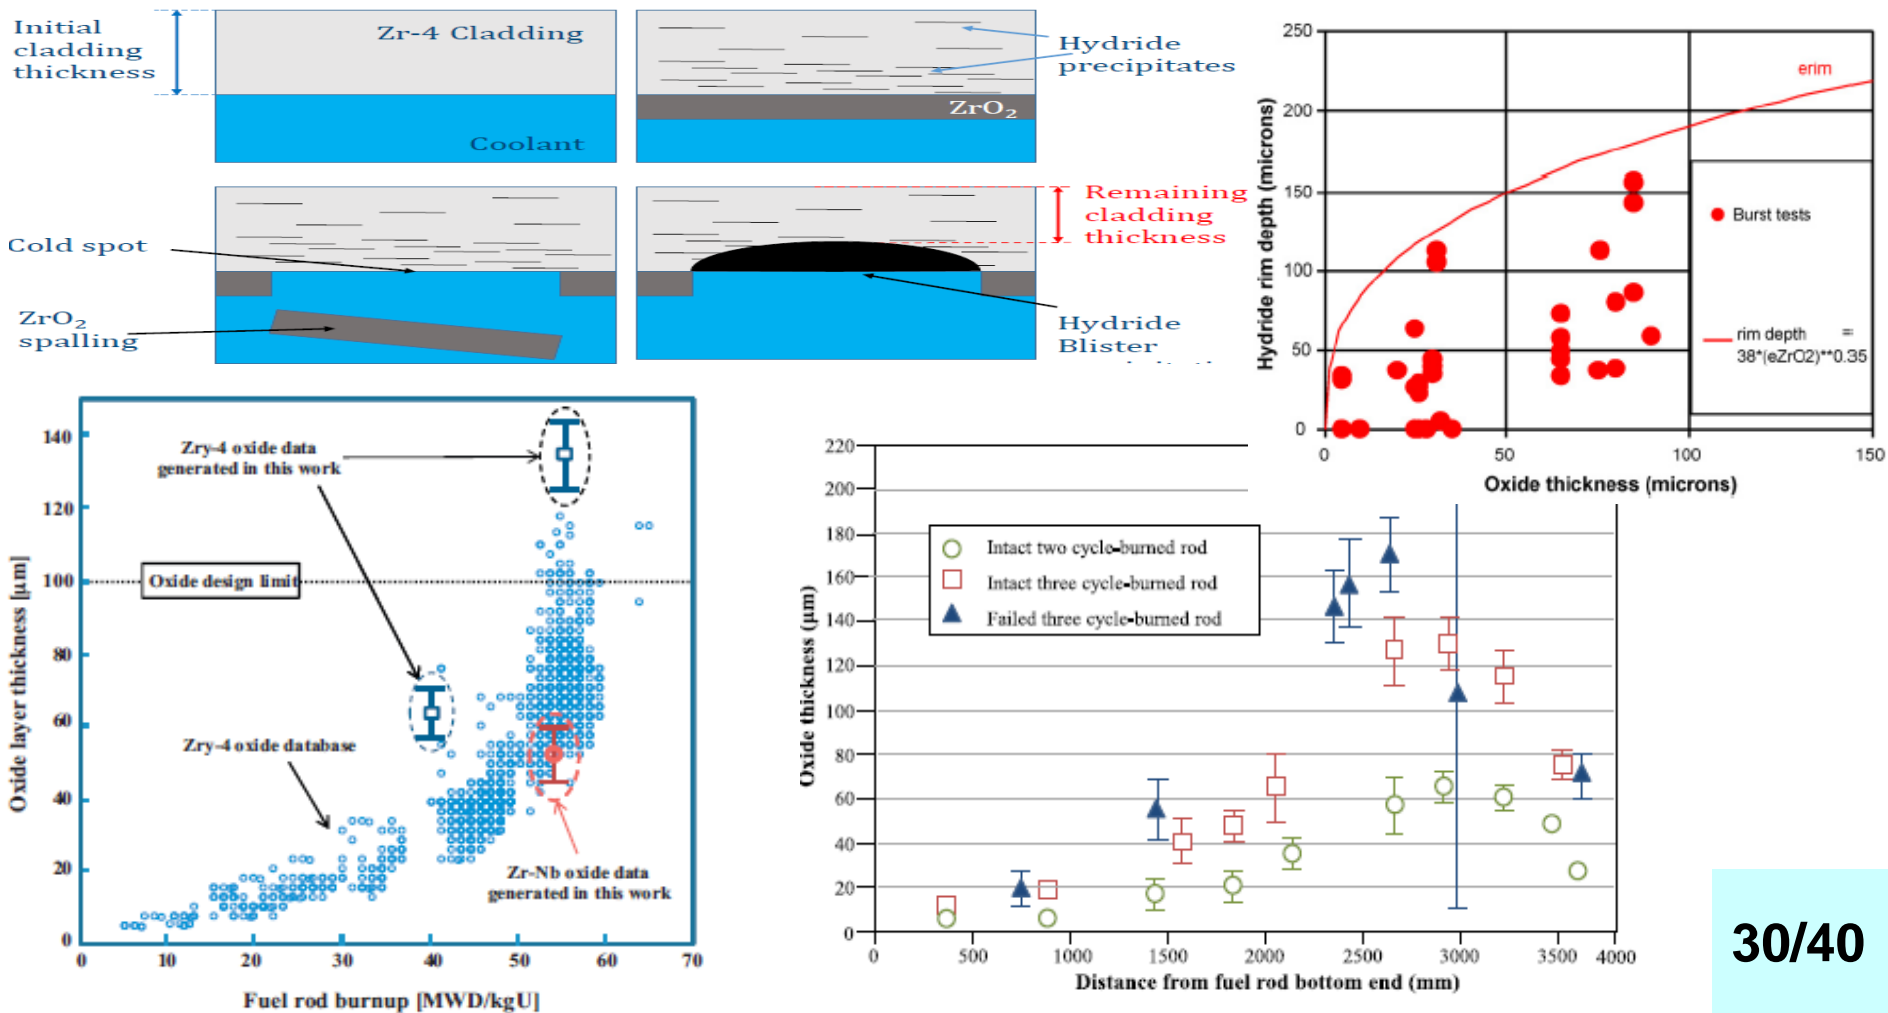 Initial
cladding
thickness
Zr-4 Cladding
Coolant
Hydride
precipitates
ZrO₂
Cold spot
ZrO₂
spalling
Remaining
cladding
thickness
Hydride
Blister
250
200
150
100
50
0
0
50
100
150
Hydride rim depth (microns)
Oxide thickness (microns)
erim
Burst tests
rim depth =
38*(eZrO2)**0.35
140
120
100
80
60
40
20
0
0
10
20
30
40
50
60
70
Oxide layer thickness [µm]
Fuel rod burnup [MWD/kgU]
Zry-4 oxide data
generated in this work
Oxide design limit
Zry-4 oxide database
Zr-Nb oxide data
generated in this work
220
200
180
160
140
120
100
80
60
40
20
0
0
500
1000
1500
2000
2500
3000
3500
4000
Oxide thickness (µm)
Distance from fuel rod bottom end (mm)
Intact two cycle-burned rod
Intact three cycle-burned rod
Failed three cycle-burned rod
30/40